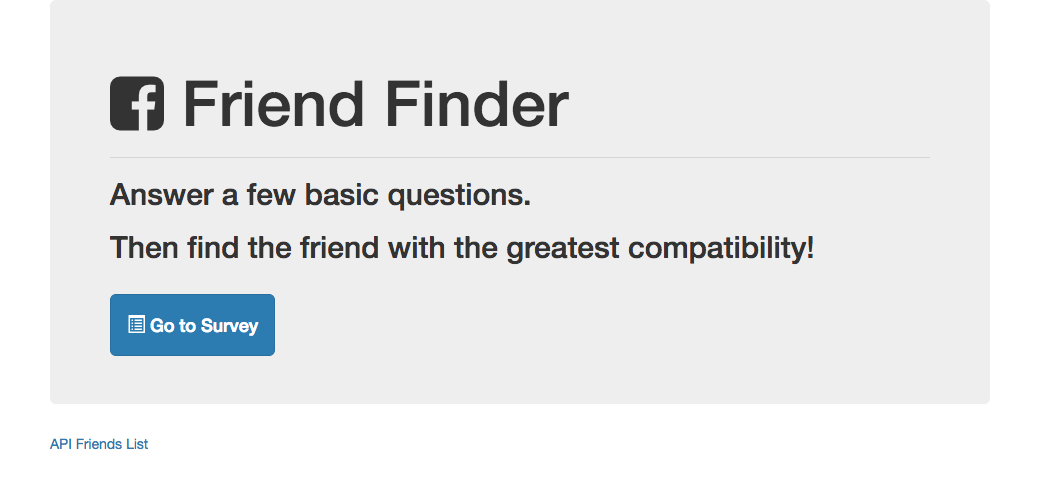 Friend Finder
Answer a few basic questions.
Then find the friend with the greatest compatibility!
Go to Survey
API Friends List